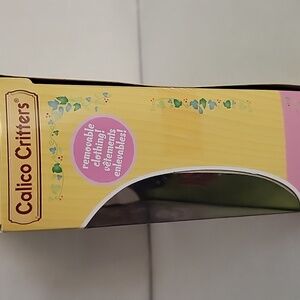 Calico Critters®
removable
clothing!
vêtements
enlevables!